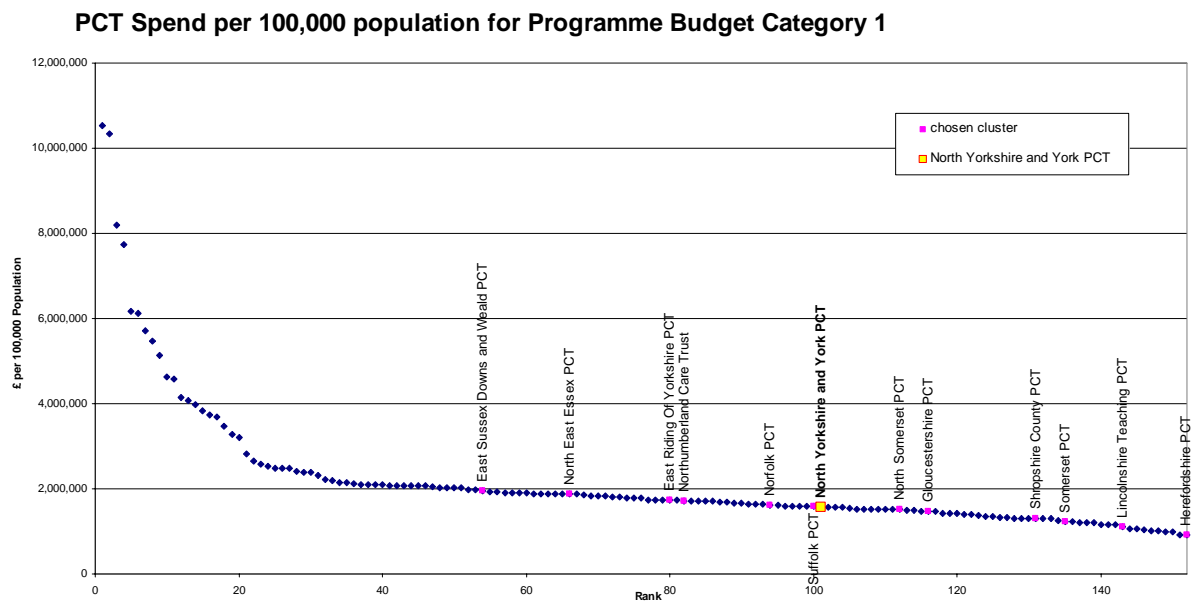 PCT Spend per 100,000 population for Programme Budget Category 1
12,000,000
10,000,000
8,000,000
6,000,000
4,000,000
2,000,000
0
£ per 100,000 Population
chosen cluster
North Yorkshire and York PCT
East Sussex Downs and Weald PCT
North East Essex PCT
East Riding Of Yorkshire PCT
Northumberland Care Trust
Norfolk PCT
Suffolk PCT
North Yorkshire and York PCT
North Somerset PCT
Gloucestershire PCT
Shropshire County PCT
Somerset PCT
Lincolnshire Teaching PCT
Herefordshire PCT
0
20
40
60
80
100
120
140
Rank